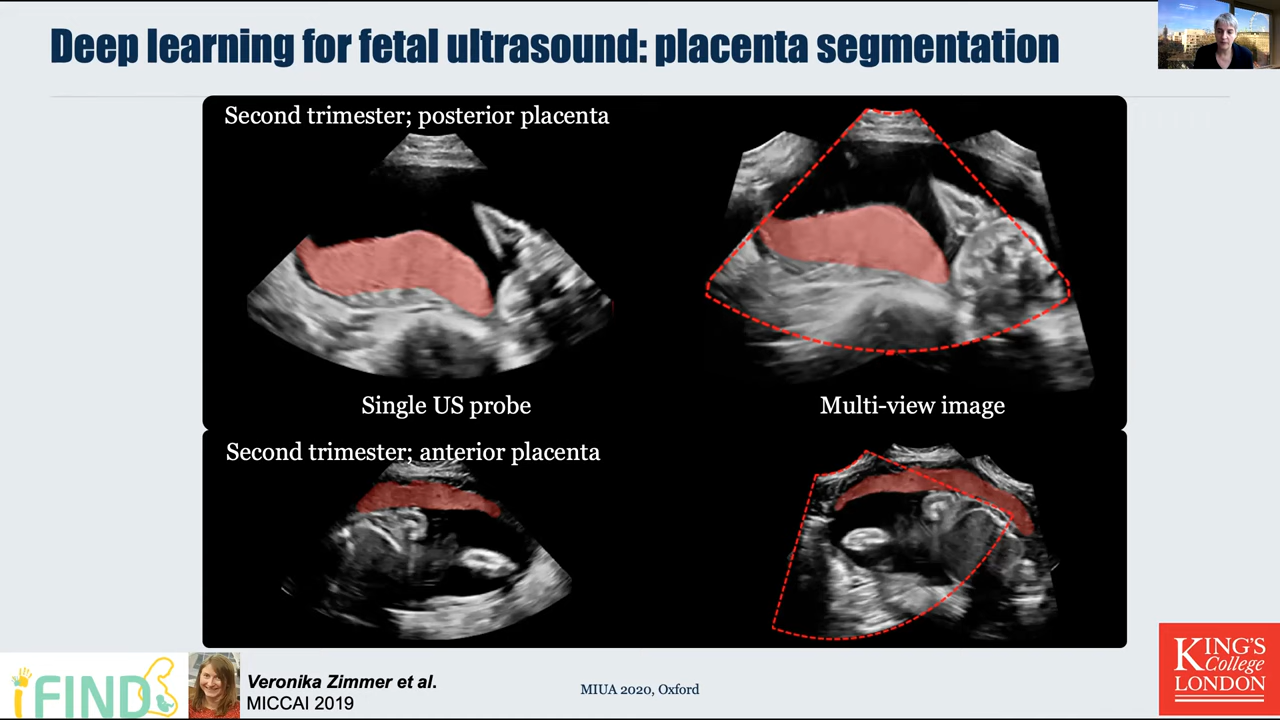 Deep learning for fetal ultrasound: placenta segmentation
Second trimester; posterior placenta
Single US probe
Multi-view image
Second trimester; anterior placenta
iFIND
Veronika Zimmer et al.
MICCAI 2019
MIUA 2020, Oxford
KING'S
College
LONDON